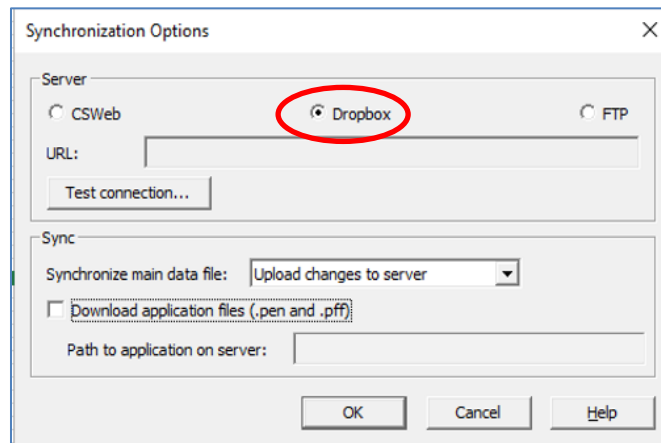 Synchronization Options
Server
CSWeb Dropbox FTP
URL:
Test connection...
Sync
Synchronize main data file: Upload changes to server
Download application files (.pen and .pff)
Path to application on server:
OK Cancel Help